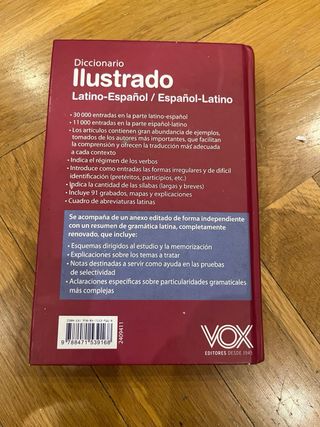 Diccionario
Ilustrado
Latino-Español / Español-Latino
• 30 000 entradas en la parte latino-español
• 11 000 entradas en la parte español-latino
• Los artículos contienen gran abundancia de ejemplos,
tomados de los autores más importantes, que facilitan
la comprensión y ofrecen la traducción más adecuada
a cada contexto
• Indica el régimen de los verbos
• Introduce como entradas las formas irregulares y de difícil
identificación (pretéritos, participios, etc.)
• Indica la cantidad de las sílabas (largas y breves)
• Incluye 91 grabados, mapas y explicaciones
• Cuadro de abreviaturas latinas
Se acompaña de un anexo editado de forma independiente
con un resumen de gramática latina, completamente
renovado, que incluye:
• Esquemas dirigidos al estudio y la memorización
• Explicaciones sobre los temas a tratar
• Notas destinadas a servir como ayuda en las pruebas
de selectividad
• Aclaraciones específicas sobre particularidades gramaticales
más complejas
9 788471 539168
2409411
VOX
EDITORES DESDE